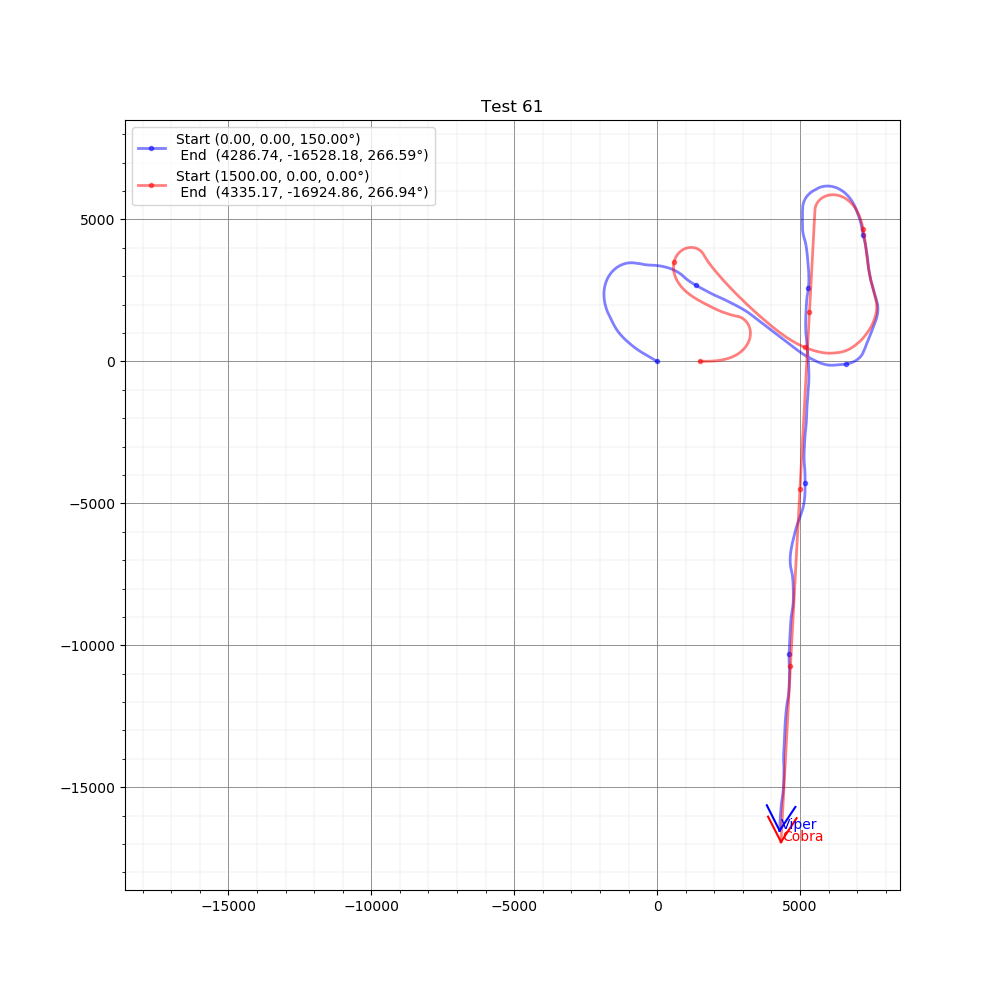 Test 61
Start (0.00, 0.00, 150.00°)
End (4286.74, -16528.18, 266.59°)
Start (1500.00, 0.00, 0.00°)
End (4335.17, -16924.86, 266.94°)
5000
0
−5000
−10000
−15000
Viper
Cobra
−15000 −10000 −5000 0 5000